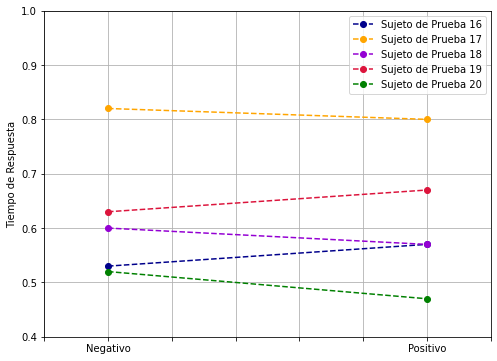 1.0
0.9
0.8
0.7
0.6
0.5
0.4
Tiempo de Respuesta
Negativo
Positivo
Sujeto de Prueba 16
Sujeto de Prueba 17
Sujeto de Prueba 18
Sujeto de Prueba 19
Sujeto de Prueba 20